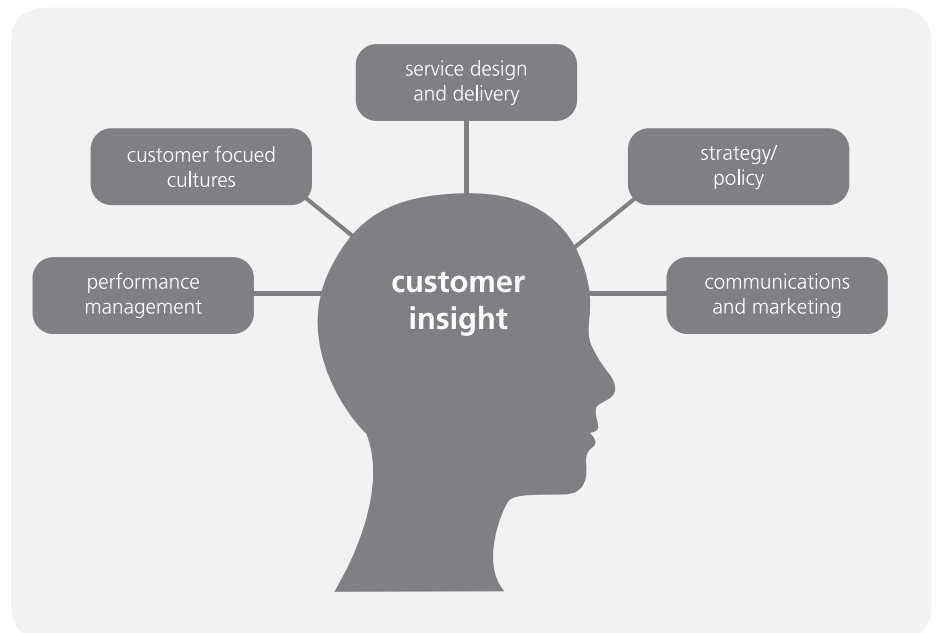 service design
and delivery
customer focued
cultures
strategy/
policy
performance
management
customer
insight
communications
and marketing